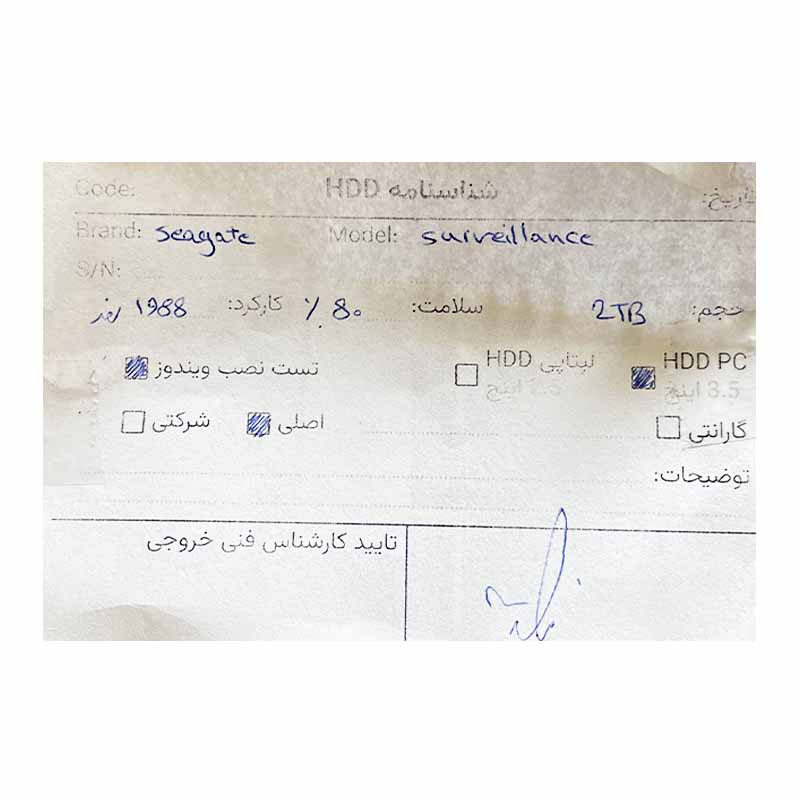 Code: شناسنامه HDD تاریخ:
Brand: Seagate Model: surveillance
S/N:
حجم: 2TB سلامت: ٪ 80 کارکرد: 1988 روز
HDD PC 3.5 اینچ لپتاپی HDD 2.5 اینچ تست نصب ویندوز
گارانتی اصلی شرکتی
توضیحات:
تایید کارشناس فنی خروجی